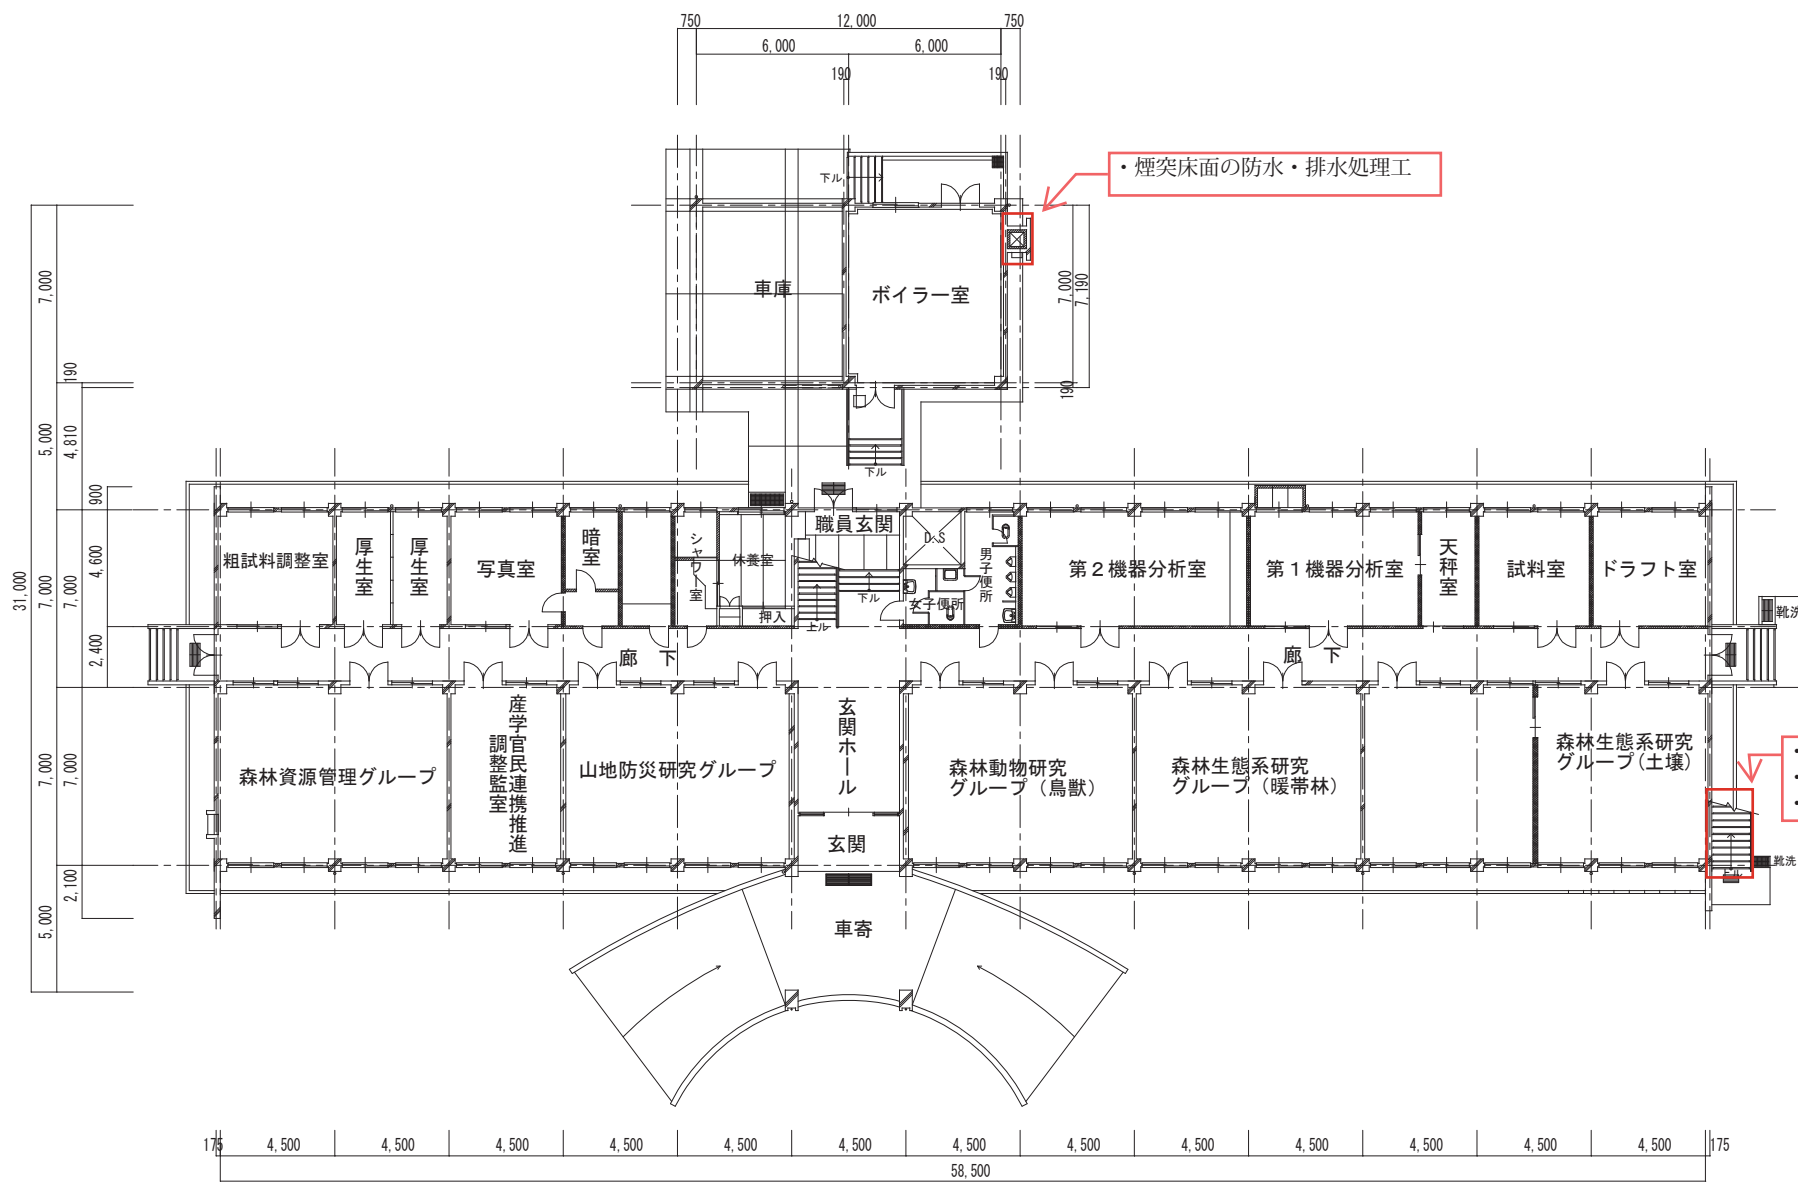 750
12,000
750
6,000
6,000
190
190
・煙突床面の防水・排水処理工
下ル
車庫
ボイラー室
7,000
7,190
190
7,000
190
5,000
4,810
900
31,000
7,000
7,000
4,600
2,400
7,000
7,000
2,100
5,000
下ル
職員玄関
D.S
粗試料調整室
厚生室
厚生室
写真室
暗室
シャワー室
休養室
押入
上ル
下ル
男子便所
女子便所
第2機器分析室
第1機器分析室
天秤室
試料室
ドラフト室
靴洗
廊 下
廊 下
森林資源管理グループ
産学官民連携推進
調整監室
山地防災研究グループ
玄関ホール
森林動物研究
グループ(鳥獣)
森林生態系研究
グループ(暖帯林)
森林生態系研究
グループ(土壌)
・
・
・
玄関
靴洗
上ル
車寄
175
4,500
4,500
4,500
4,500
4,500
4,500
4,500
4,500
4,500
4,500
4,500
4,500
4,500
175
58,500